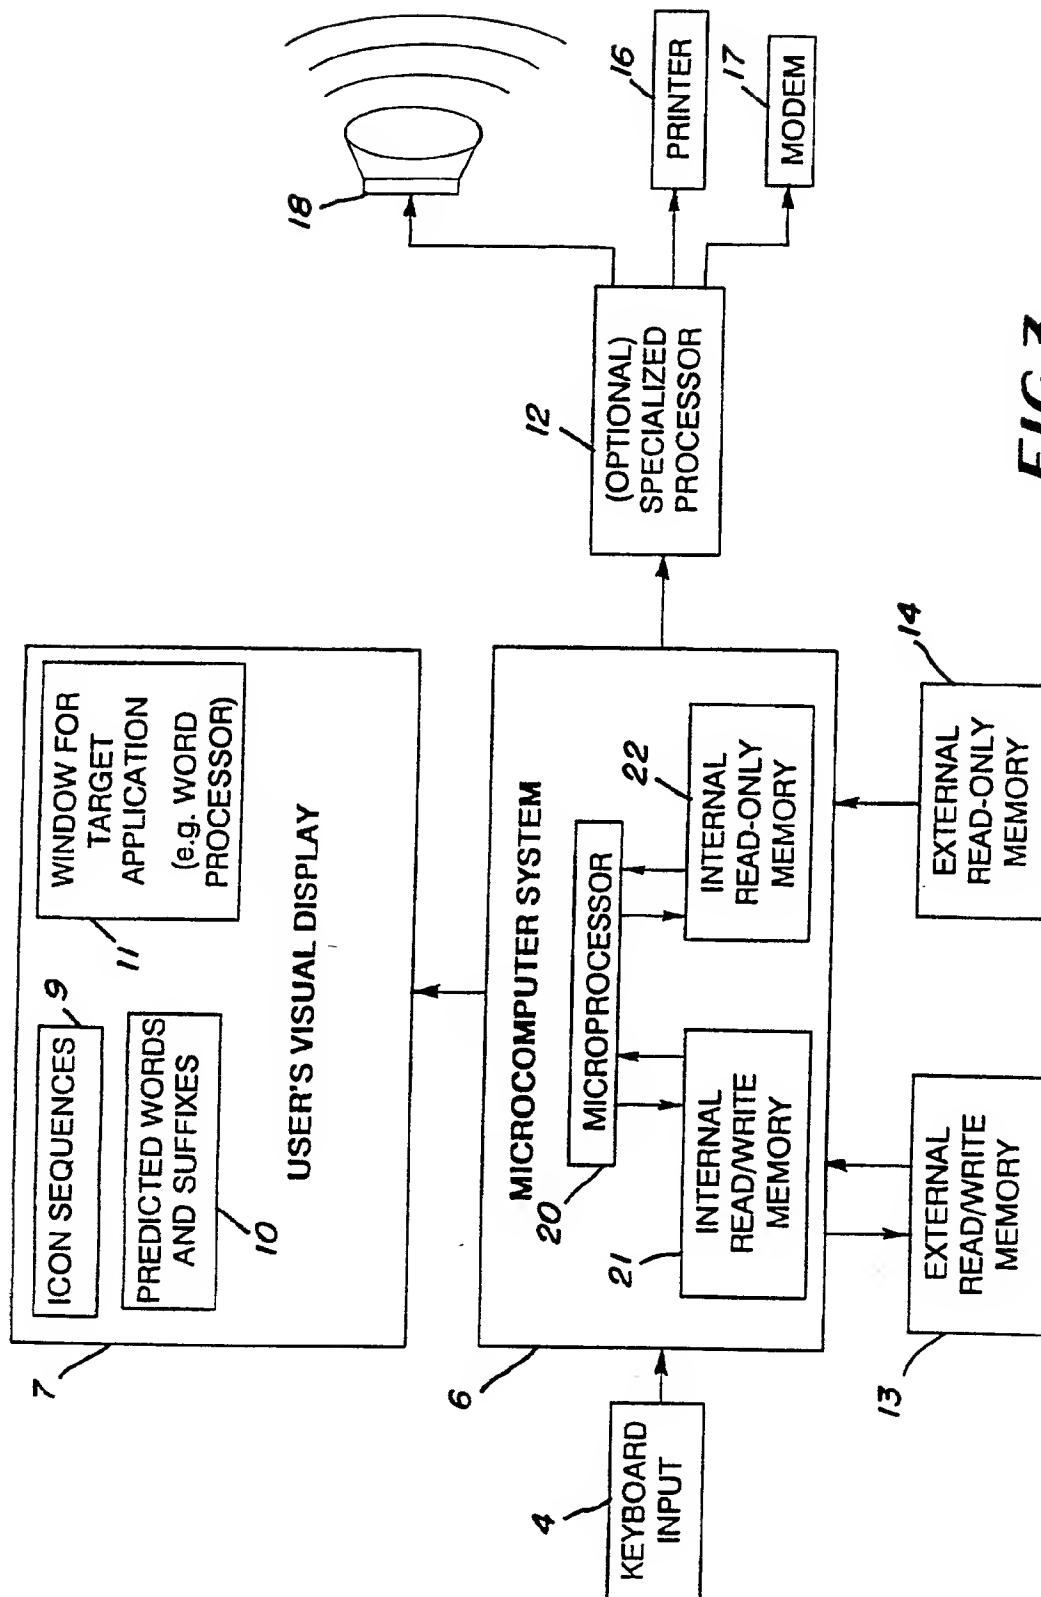 7
ICON SEQUENCES
9
PREDICTED WORDS
AND SUFFIXES
10
11
WINDOW FOR
TARGET
APPLICATION
(e.g. WORD
PROCESSOR)
USER'S VISUAL DISPLAY
18
16
PRINTER
17
MODEM
12
(OPTIONAL)
SPECIALIZED
PROCESSOR
6
MICROCOMPUTER SYSTEM
20
MICROPROCESSOR
21
INTERNAL
READ/WRITE
MEMORY
22
INTERNAL
READ-ONLY
MEMORY
4
KEYBOARD
INPUT
13
EXTERNAL
READ/WRITE
MEMORY
14
EXTERNAL
READ-ONLY
MEMORY
FIG.3